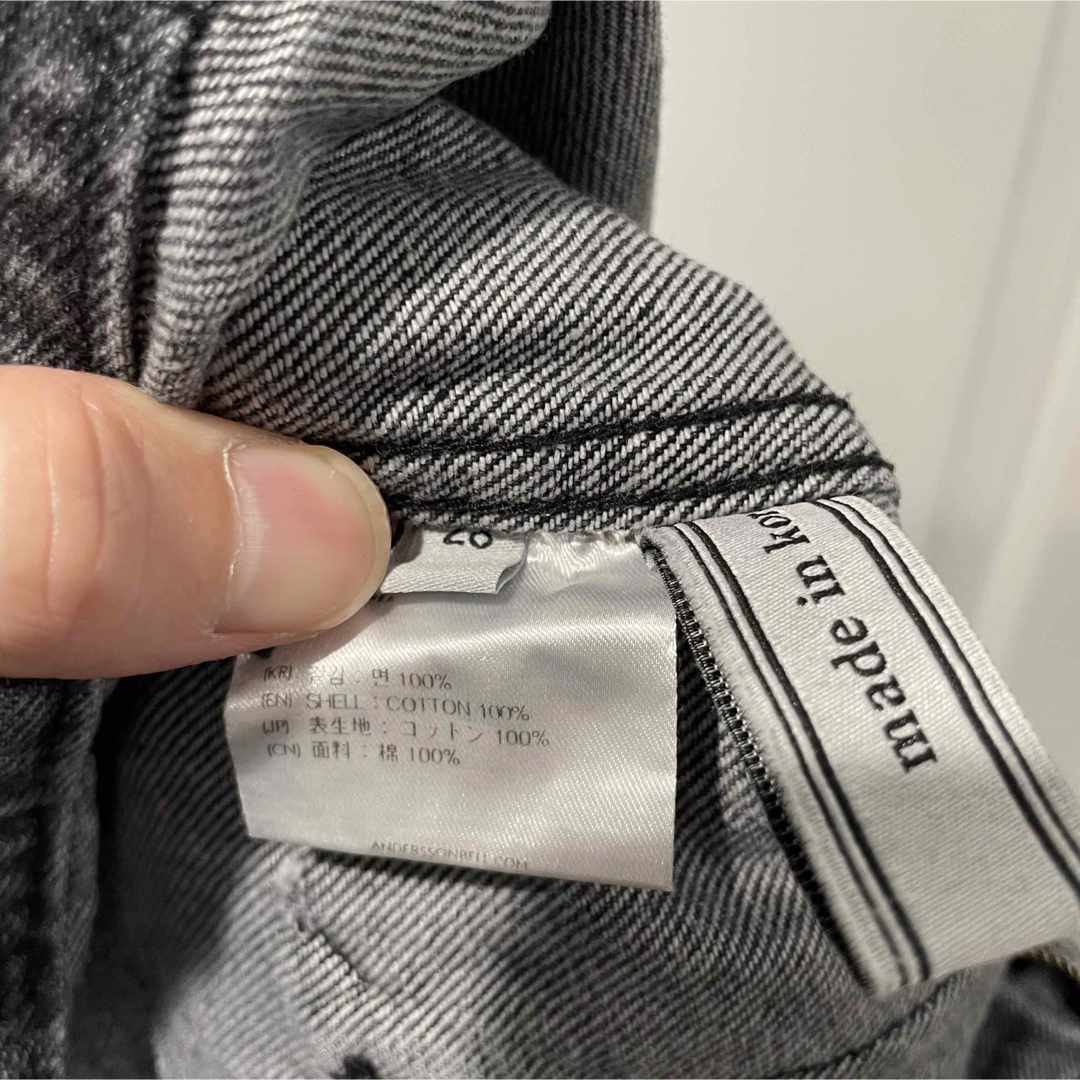 (KR) 겉감 : 면 100%
(EN) SHELL : COTTON 100%
(JP) 表生地 : コットン 100%
(CN) 面料 : 棉 100%
ANDERSSONBELL.COM
made in